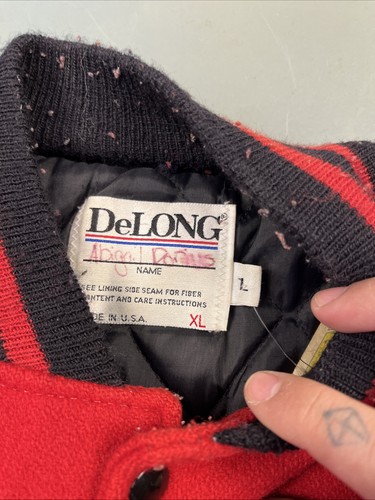 DeLONG
NAME
SEE LINING SIDE SEAM FOR FIBER
CONTENT AND CARE INSTRUCTIONS
DE IN U.S.A.
XL
L